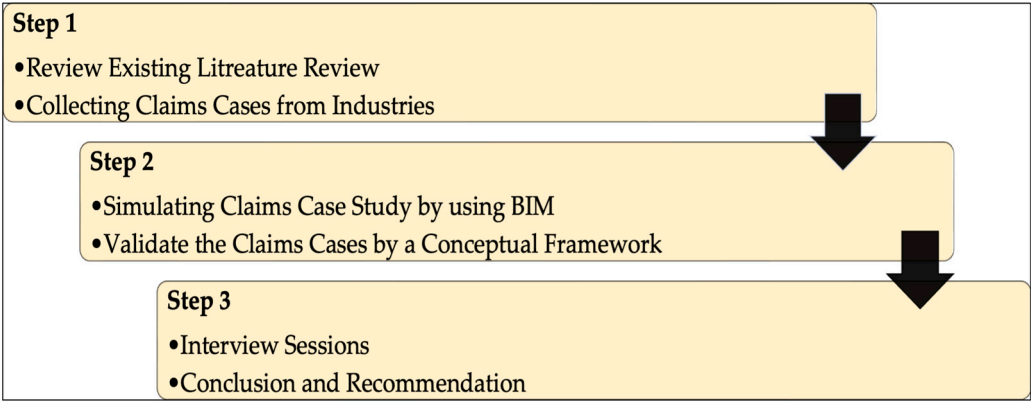 Step 1
•Review Existing Litreature Review
•Collecting Claims Cases from Industries
Step 2
•Simulating Claims Case Study by using BIM
•Validate the Claims Cases by a Conceptual Framework
Step 3
•Interview Sessions
•Conclusion and Recommendation